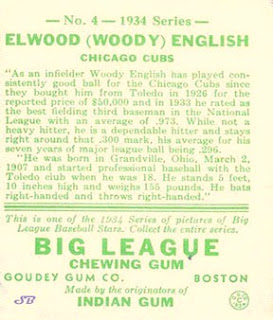 — No. 4 — 1934 Series —
ELWOOD (WOODY) ENGLISH
CHICAGO CUBS
"As an infielder Woody English has played con-
sistently good ball for the Chicago Cubs since
they bought him from Toledo in 1926 for the
reported price of $50,000 and in 1933 he rated as
the best fielding third baseman in the National
League with an average of .973. While not a
heavy hitter, he is a dependable hitter and stays
right around that .300 mark, his average for his
seven years of major league ball being .296.
"He was born in Grandville, Ohio, March 2,
1907 and started professional baseball with the
Toledo club when he was 18. He stands 5 feet,
10 inches high and weighs 155 pounds. He bats
right-handed and throws right-handed."
This is one of the 1934 Series of pictures of Big
League Baseball Stars. Collect the entire series.
BIG LEAGUE
CHEWING GUM
GOUDEY GUM CO. BOSTON
Made by the originators of
INDIAN GUM
SB